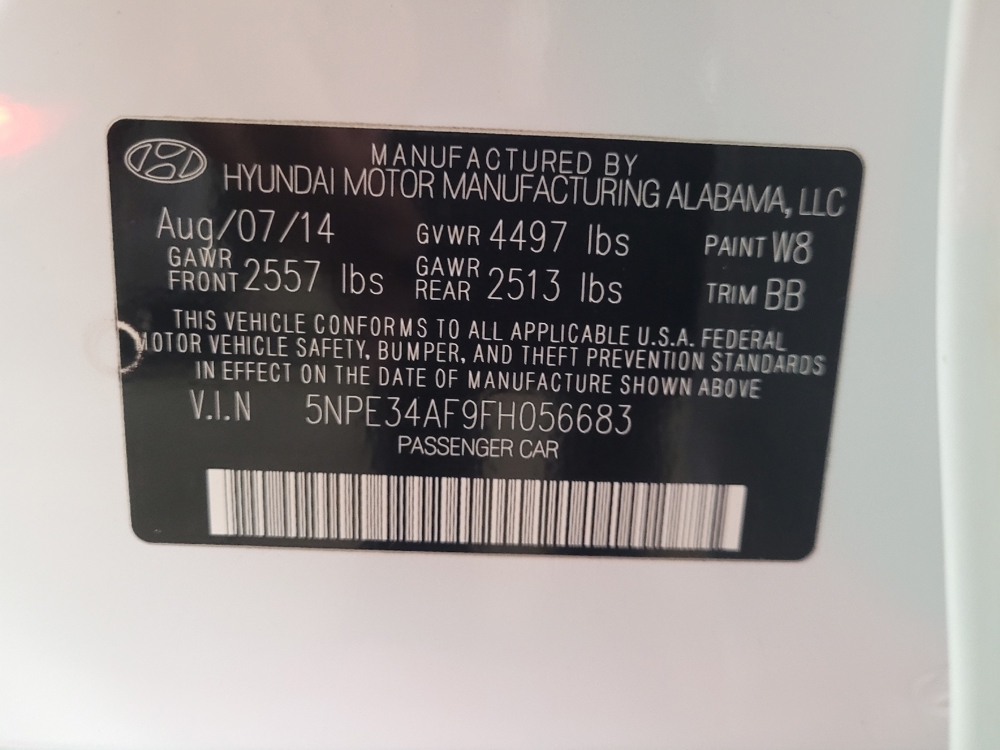 MANUFACTURED BY
HYUNDAI MOTOR MANUFACTURING ALABAMA, LLC
Aug/07/14 GVWR 4497 lbs PAINT W8
GAWR FRONT 2557 lbs GAWR REAR 2513 lbs TRIM BB
THIS VEHICLE CONFORMS TO ALL APPLICABLE U.S.A. FEDERAL
MOTOR VEHICLE SAFETY, BUMPER, AND THEFT PREVENTION STANDARDS
IN EFFECT ON THE DATE OF MANUFACTURE SHOWN ABOVE
V.I.N 5NPE34AF9FH056683
PASSENGER CAR